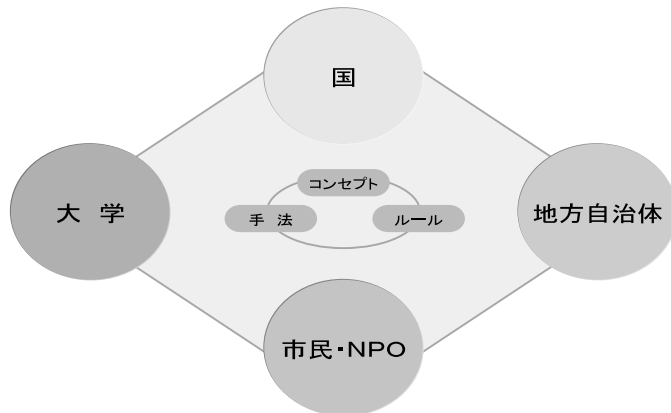 国
大 学
コンセプト
手 法
ルール
地方自治体
市民・NPO